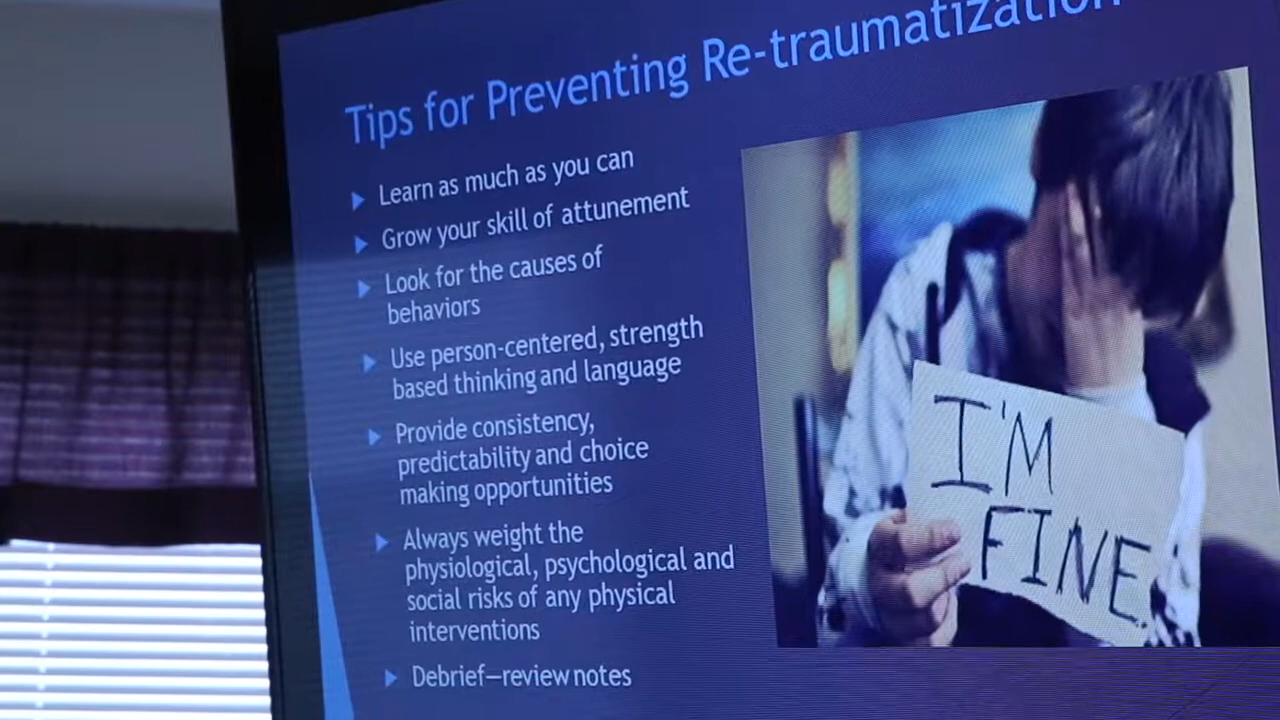 Tips for Preventing Re-traumatization
Learn as much as you can
Grow your skill of attunement
Look for the causes of
behaviors
Use person-centered, strength
based thinking and language
Provide consistency,
predictability and choice
making opportunities
Always weight the
physiological, psychological and
social risks of any physical
interventions
Debrief—review notes
I'M
FINE.